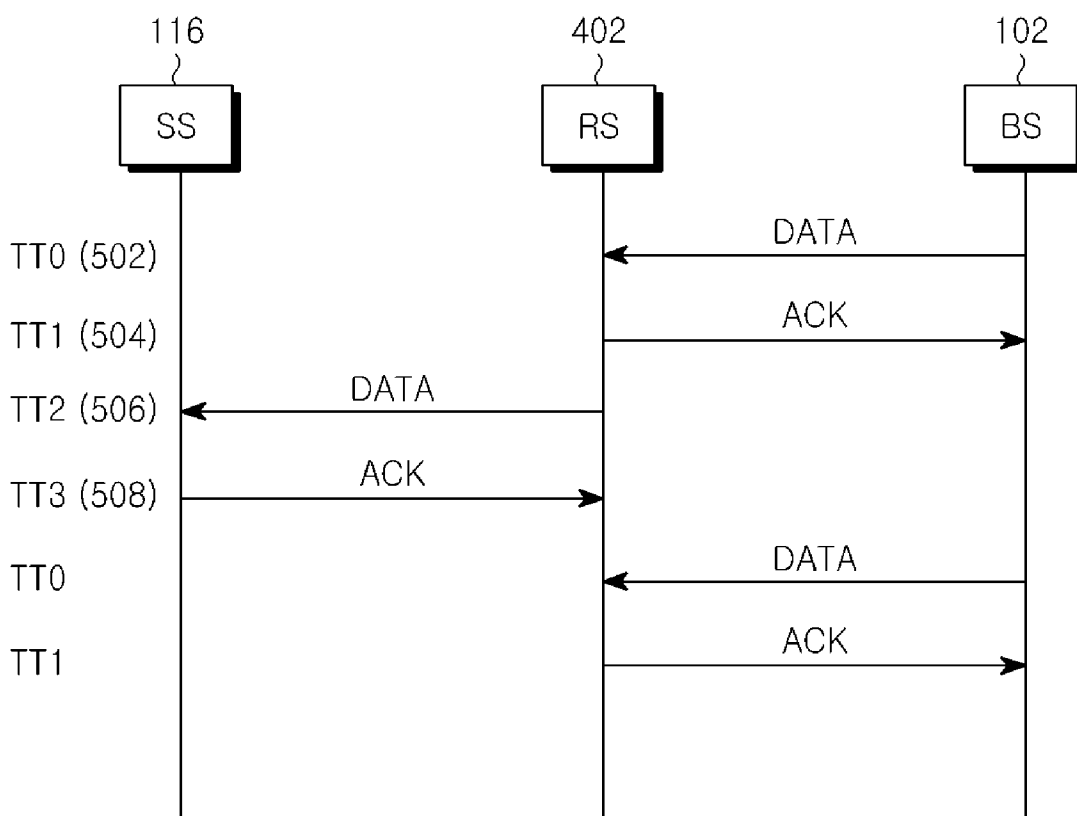 116 402 102
SS RS BS
TT0 (502) DATA
TT1 (504) ACK
TT2 (506) DATA
TT3 (508) ACK
TT0 DATA
TT1 ACK